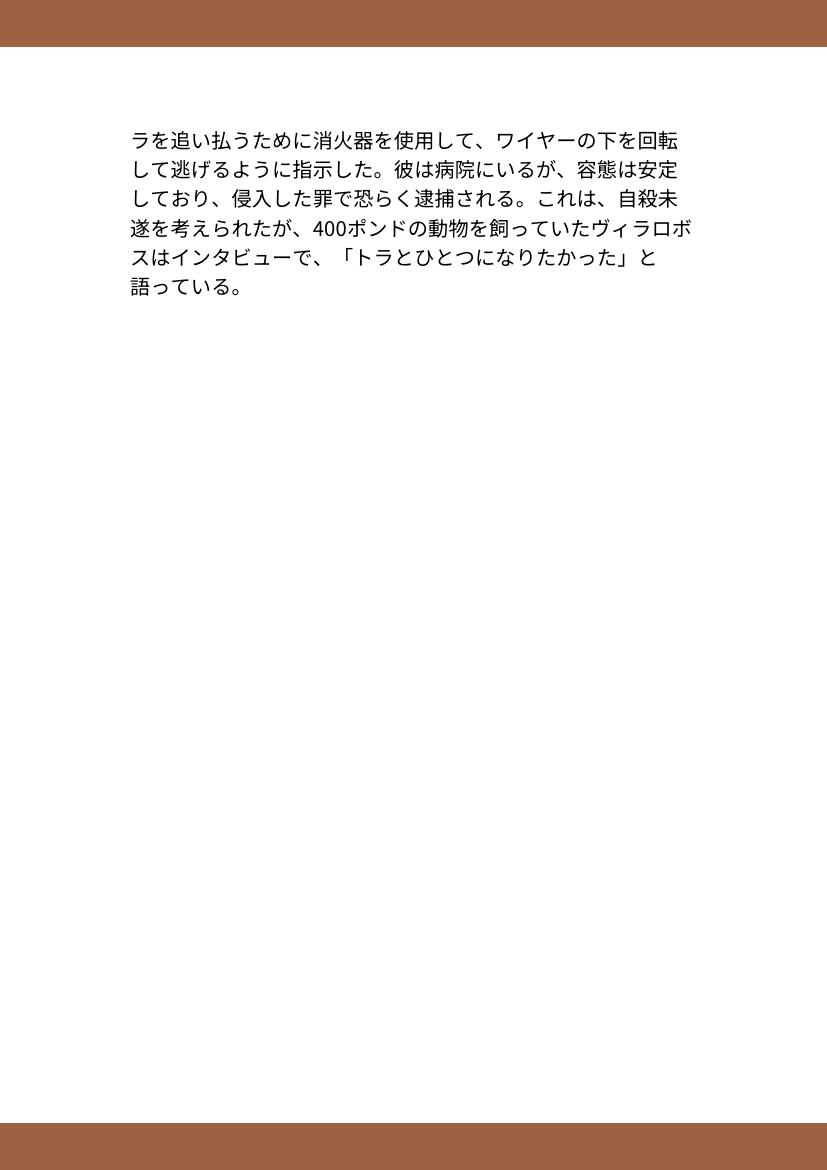 ラを追い払うために消火器を使用して、ワイヤーの下を回転
して逃げるように指示した。彼は病院にいるが、容態は安定
しており、侵入した罪で恐らく逮捕される。これは、自殺未
遂を考えられたが、400ポンドの動物を飼っていたヴィラロボ
スはインタビューで、「トラとひとつになりたかった」と
語っている。